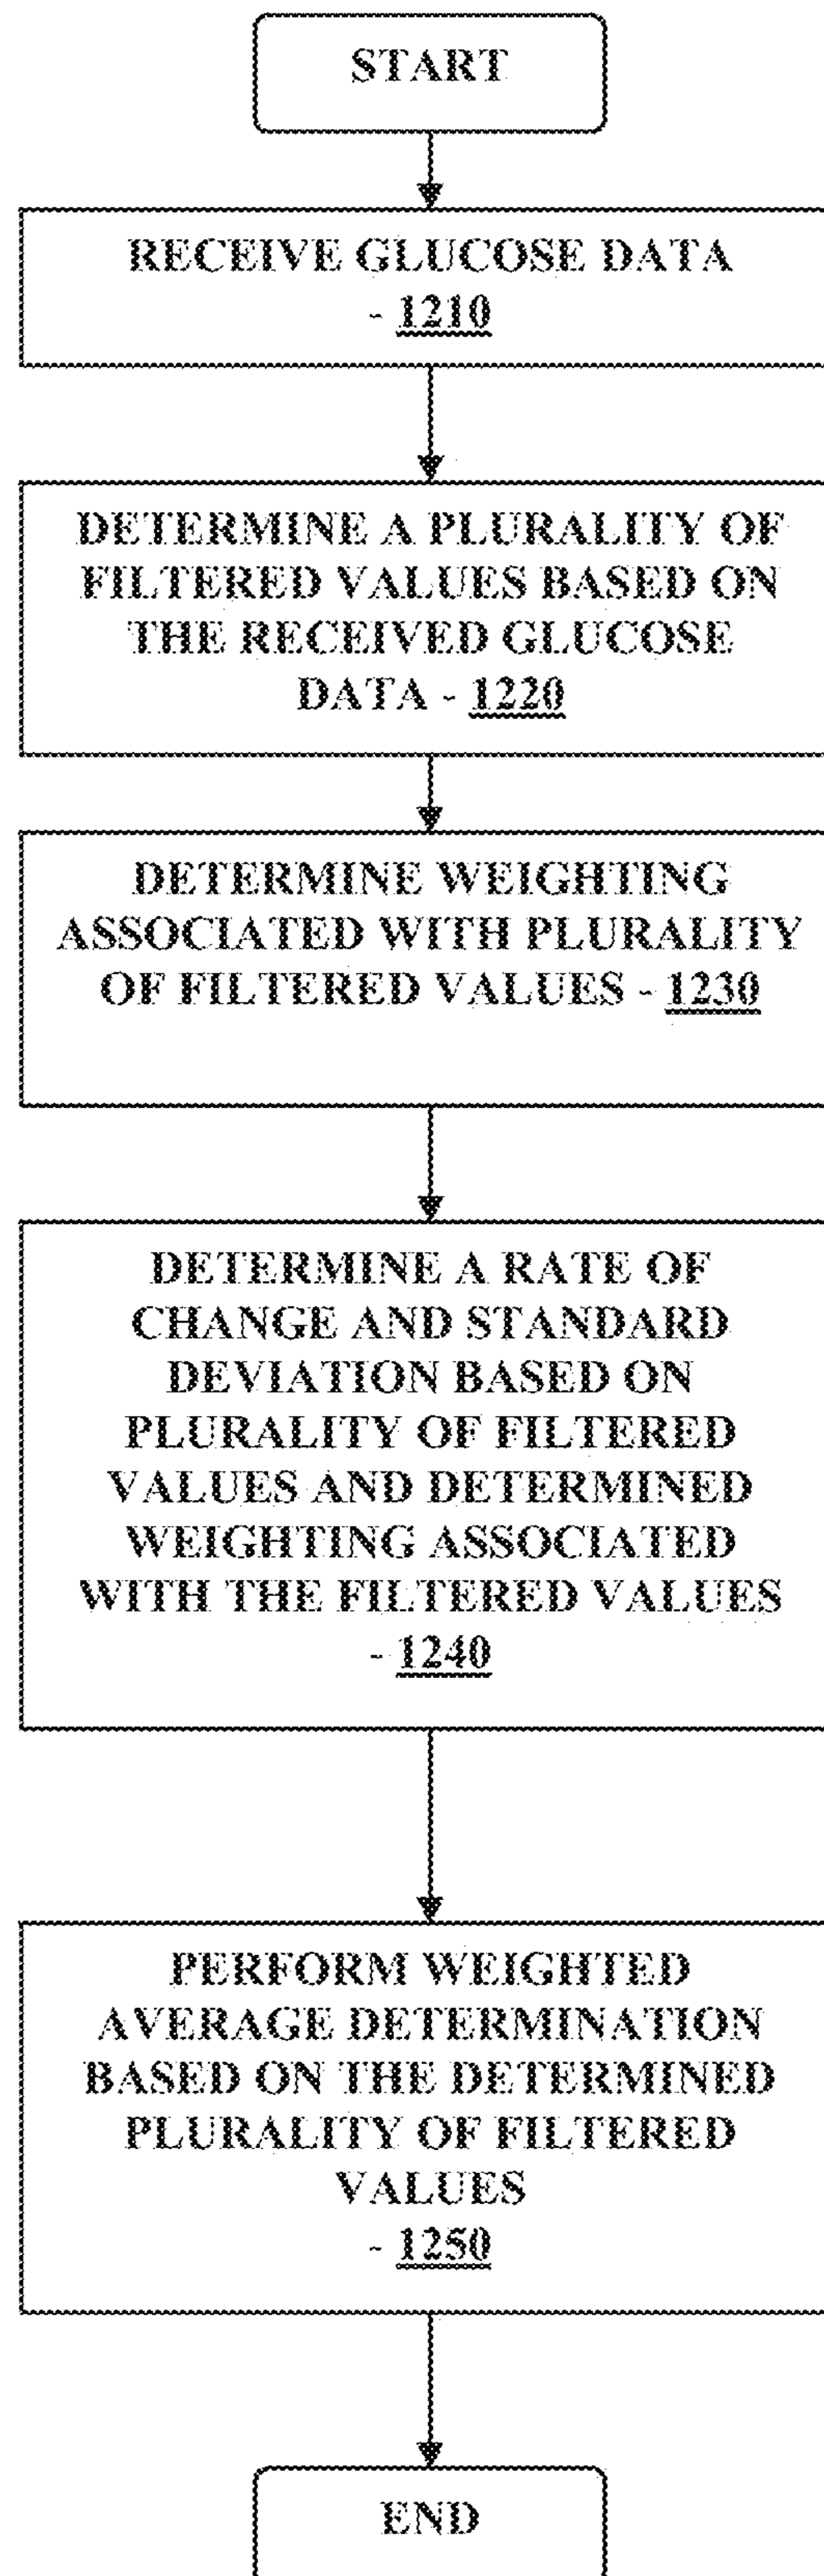 START
RECEIVE GLUCOSE DATA
- 1210
DETERMINE A PLURALITY OF
FILTERED VALUES BASED ON
THE RECEIVED GLUCOSE
DATA - 1220
DETERMINE WEIGHTING
ASSOCIATED WITH PLURALITY
OF FILTERED VALUES - 1230
DETERMINE A RATE OF
CHANGE AND STANDARD
DEVIATION BASED ON
PLURALITY OF FILTERED
VALUES AND DETERMINED
WEIGHTING ASSOCIATED
WITH THE FILTERED VALUES
- 1240
PERFORM WEIGHTED
AVERAGE DETERMINATION
BASED ON THE DETERMINED
PLURALITY OF FILTERED
VALUES
- 1250
END